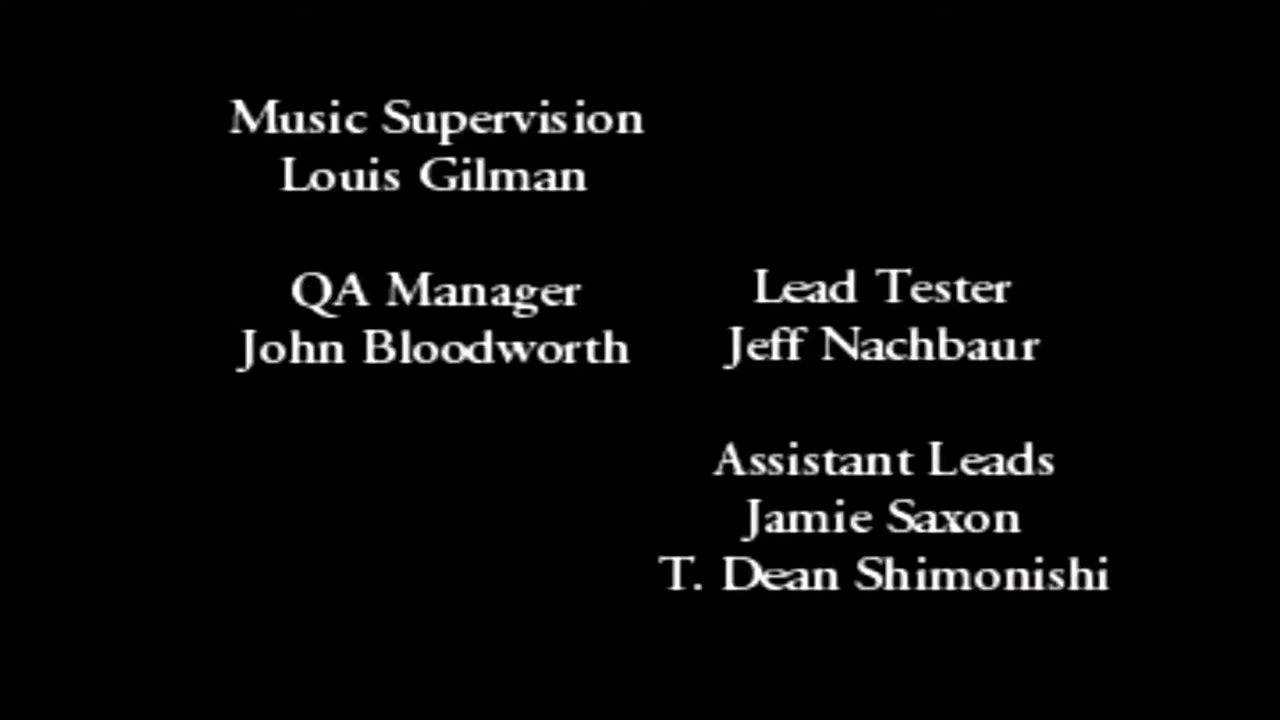 Music Supervision
Louis Gilman
QA Manager
John Bloodworth
Lead Tester
Jeff Nachbaur
Assistant Leads
Jamie Saxon
T. Dean Shimonishi